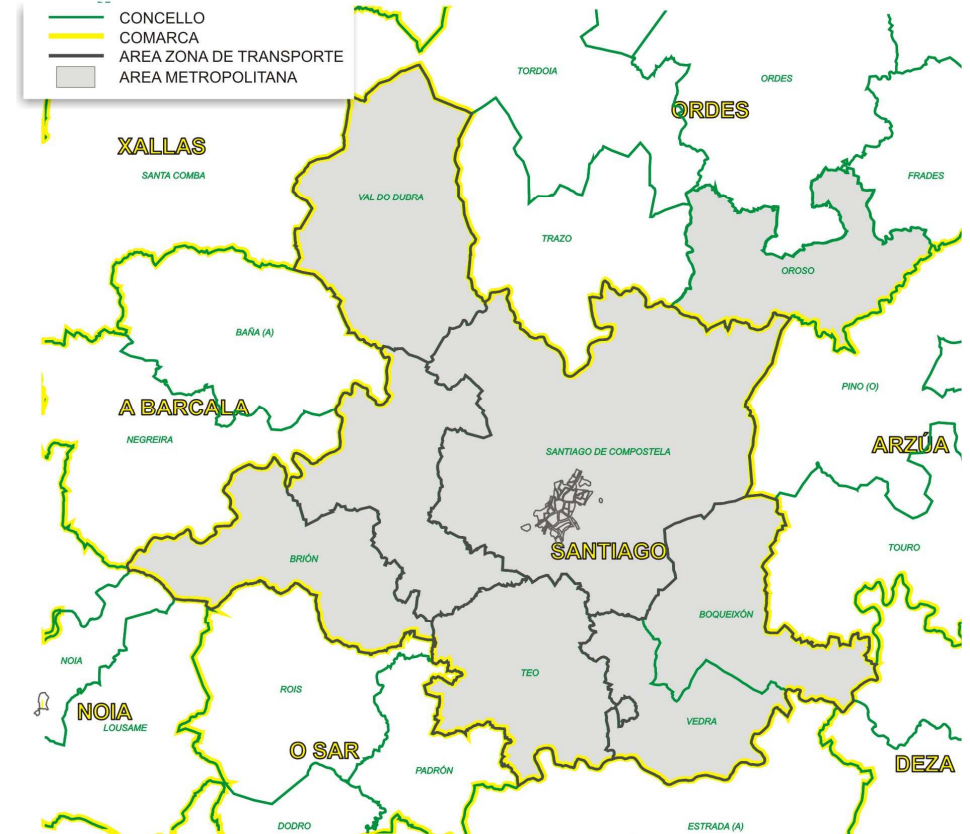 CONCELLO
COMARCA
AREA ZONA DE TRANSPORTE
AREA METROPOLITANA
TORDOIA
ORDES
ORDES
XALLAS
SANTA COMBA
FRADES
VAL DO DUBRA
TRAZO
OROSO
BAÑA (A)
PINO (O)
A BARCALA
NEGREIRA
ARZÚA
SANTIAGO DE COMPOSTELA
SANTIAGO
TOURO
BRIÓN
BOQUEIXÓN
NOIA
TEO
ROIS
NOIA
LOUSAME
VEDRA
O SAR
PADRÓN
DEZA
DODRO
ESTRADA (A)